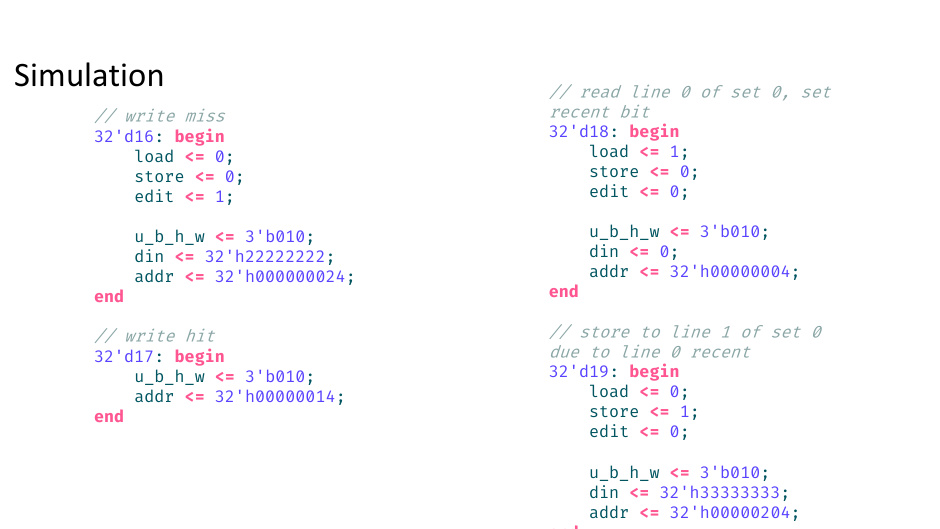 Simulation
// write miss
32'd16: begin
load <= 0;
store <= 0;
edit <= 1;
u_b_h_w <= 3'b010;
din <= 32'h22222222;
addr <= 32'h000000024;
end
// write hit
32'd17: begin
u_b_h_w <= 3'b010;
addr <= 32'h00000014;
end
// read line 0 of set 0, set
recent bit
32'd18: begin
load <= 1;
store <= 0;
edit <= 0;
u_b_h_w <= 3'b010;
din <= 0;
addr <= 32'h00000004;
end
// store to line 1 of set 0
due to line 0 recent
32'd19: begin
load <= 0;
store <= 1;
edit <= 0;
u_b_h_w <= 3'b010;
din <= 32'h33333333;
addr <= 32'h00000204;